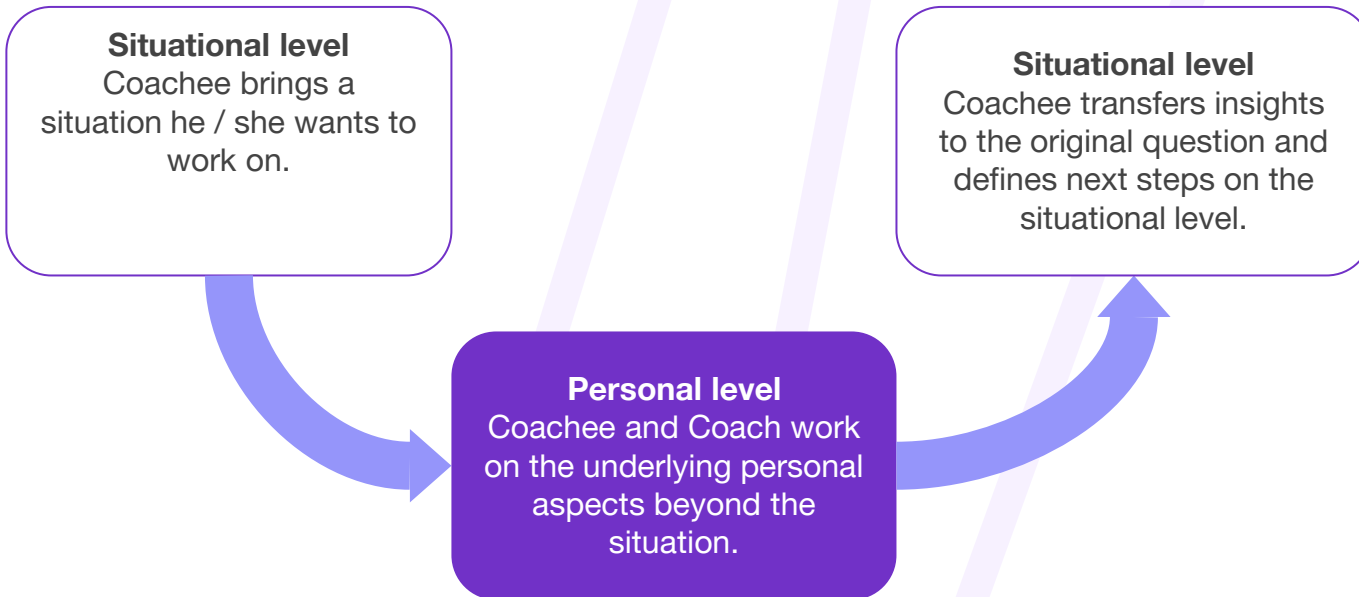 Situational level
Coachee brings a
situation he / she wants to
work on.
Situational level
Coachee transfers insights
to the original question and
defines next steps on the
situational level.
Personal level
Coachee and Coach work
on the underlying personal
aspects beyond the
situation.